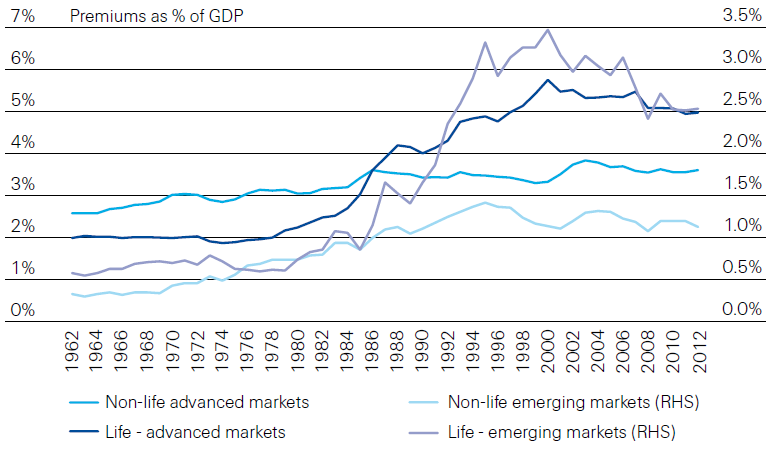 Premiums as % of GDP
7%
6%
5%
4%
3%
2%
1%
0%
3.5%
3.0%
2.5%
2.0%
1.5%
1.0%
0.5%
0.0%
1962 1964 1966 1968 1970 1972 1974 1976 1978 1980 1982 1984 1986 1988 1990 1992 1994 1996 1998 2000 2002 2004 2006 2008 2010 2012
Non-life advanced markets
Non-life emerging markets (RHS)
Life - advanced markets
Life - emerging markets (RHS)